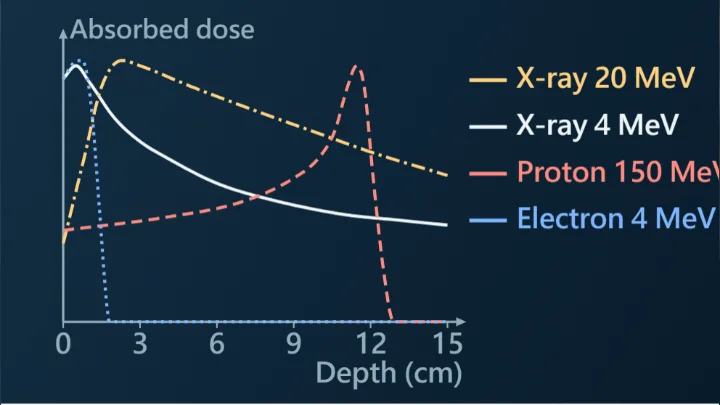 Absorbed dose
X-ray 20 MeV
X-ray 4 MeV
Proton 150 MeV
Electron 4 MeV
0 3 6 9 12 15
Depth (cm)